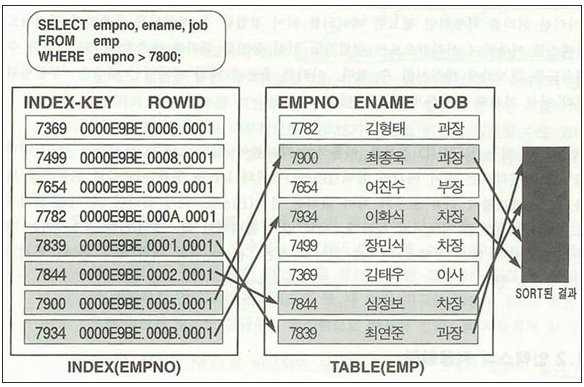 SELECT empno, ename, job
FROM emp
WHERE empno > 7800;
INDEX-KEY ROWID
7369 0000E9BE.0006.0001
7499 0000E9BE.0008.0001
7654 0000E9BE.0009.0001
7782 0000E9BE.000A.0001
7839 0000E9BE.0001.0001
7844 0000E9BE.0002.0001
7900 0000E9BE.0005.0001
7934 0000E9BE.000B.0001
INDEX(EMPNO)
EMPNO ENAME JOB
7782 김형태 과장
7900 최종욱 과장
7654 어진수 부장
7934 이화식 차장
7499 장민식 차장
7369 김태우 이사
7844 심정보 차장
7839 최연준 과장
TABLE(EMP)
SORT된 결과